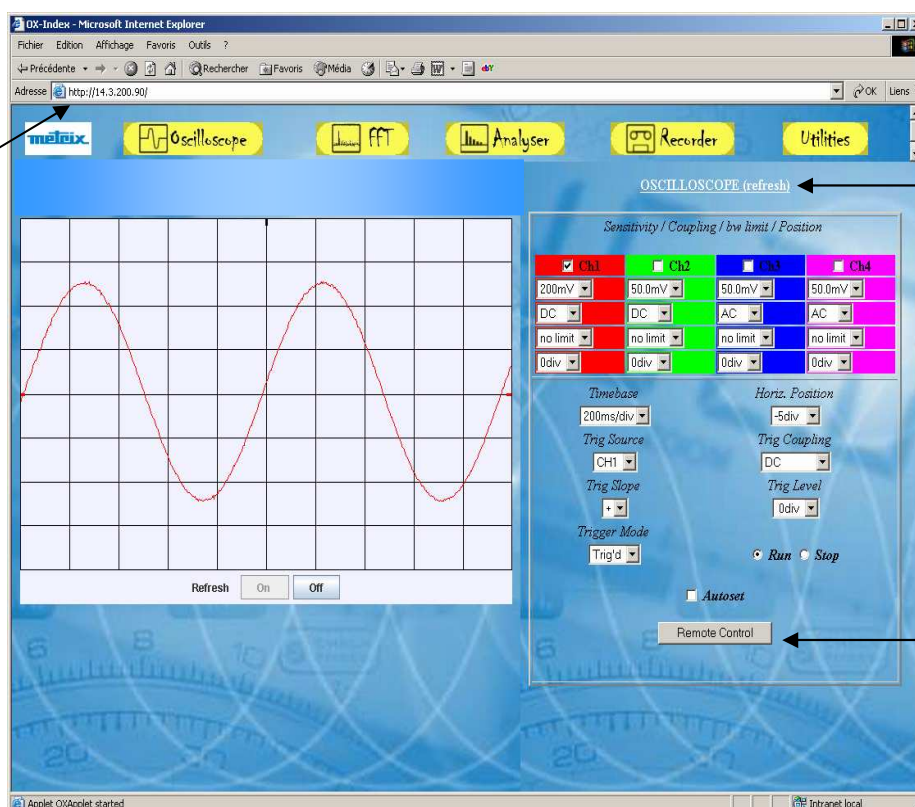 OX-Index - Microsoft Internet Explorer
Fichier Edition Affichage Favoris Outils ?
Précédente Rechercher Favoris Média
Adresse http://14.3.200.90/ OK Liens
metrix Oscilloscope FFT Analyser Recorder Utilities
OSCILLOSCOPE (refresh)
Sensitivity / Coupling / bw limit / Position
Ch1 Ch2 Ch3 Ch4
200mV 50.0mV 50.0mV 50.0mV
DC DC AC AC
no limit no limit no limit no limit
0div 0div 0div 0div
Timebase Horiz. Position
200ms/div -5div
Trig Source Trig Coupling
CH1 DC
Trig Slope Trig Level
+ 0div
Trigger Mode
Trig'd Run Stop
Refresh On Off
Autoset
Remote Control
Applet OXApplet started Intranet local